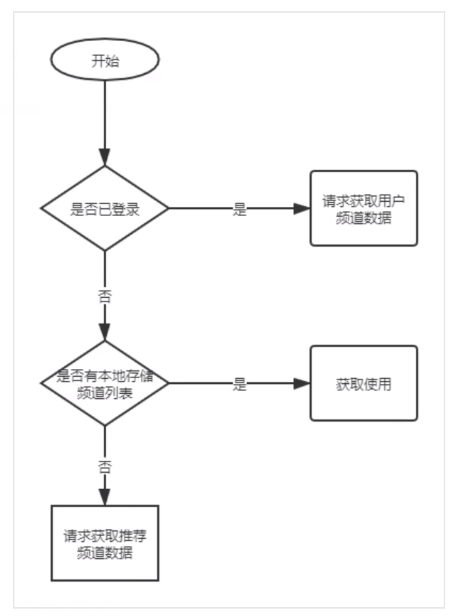 开始
是否已登录
是
请求获取用户
频道数据
否
是否有本地存储
频道列表
是
获取使用
否
请求获取推荐
频道数据